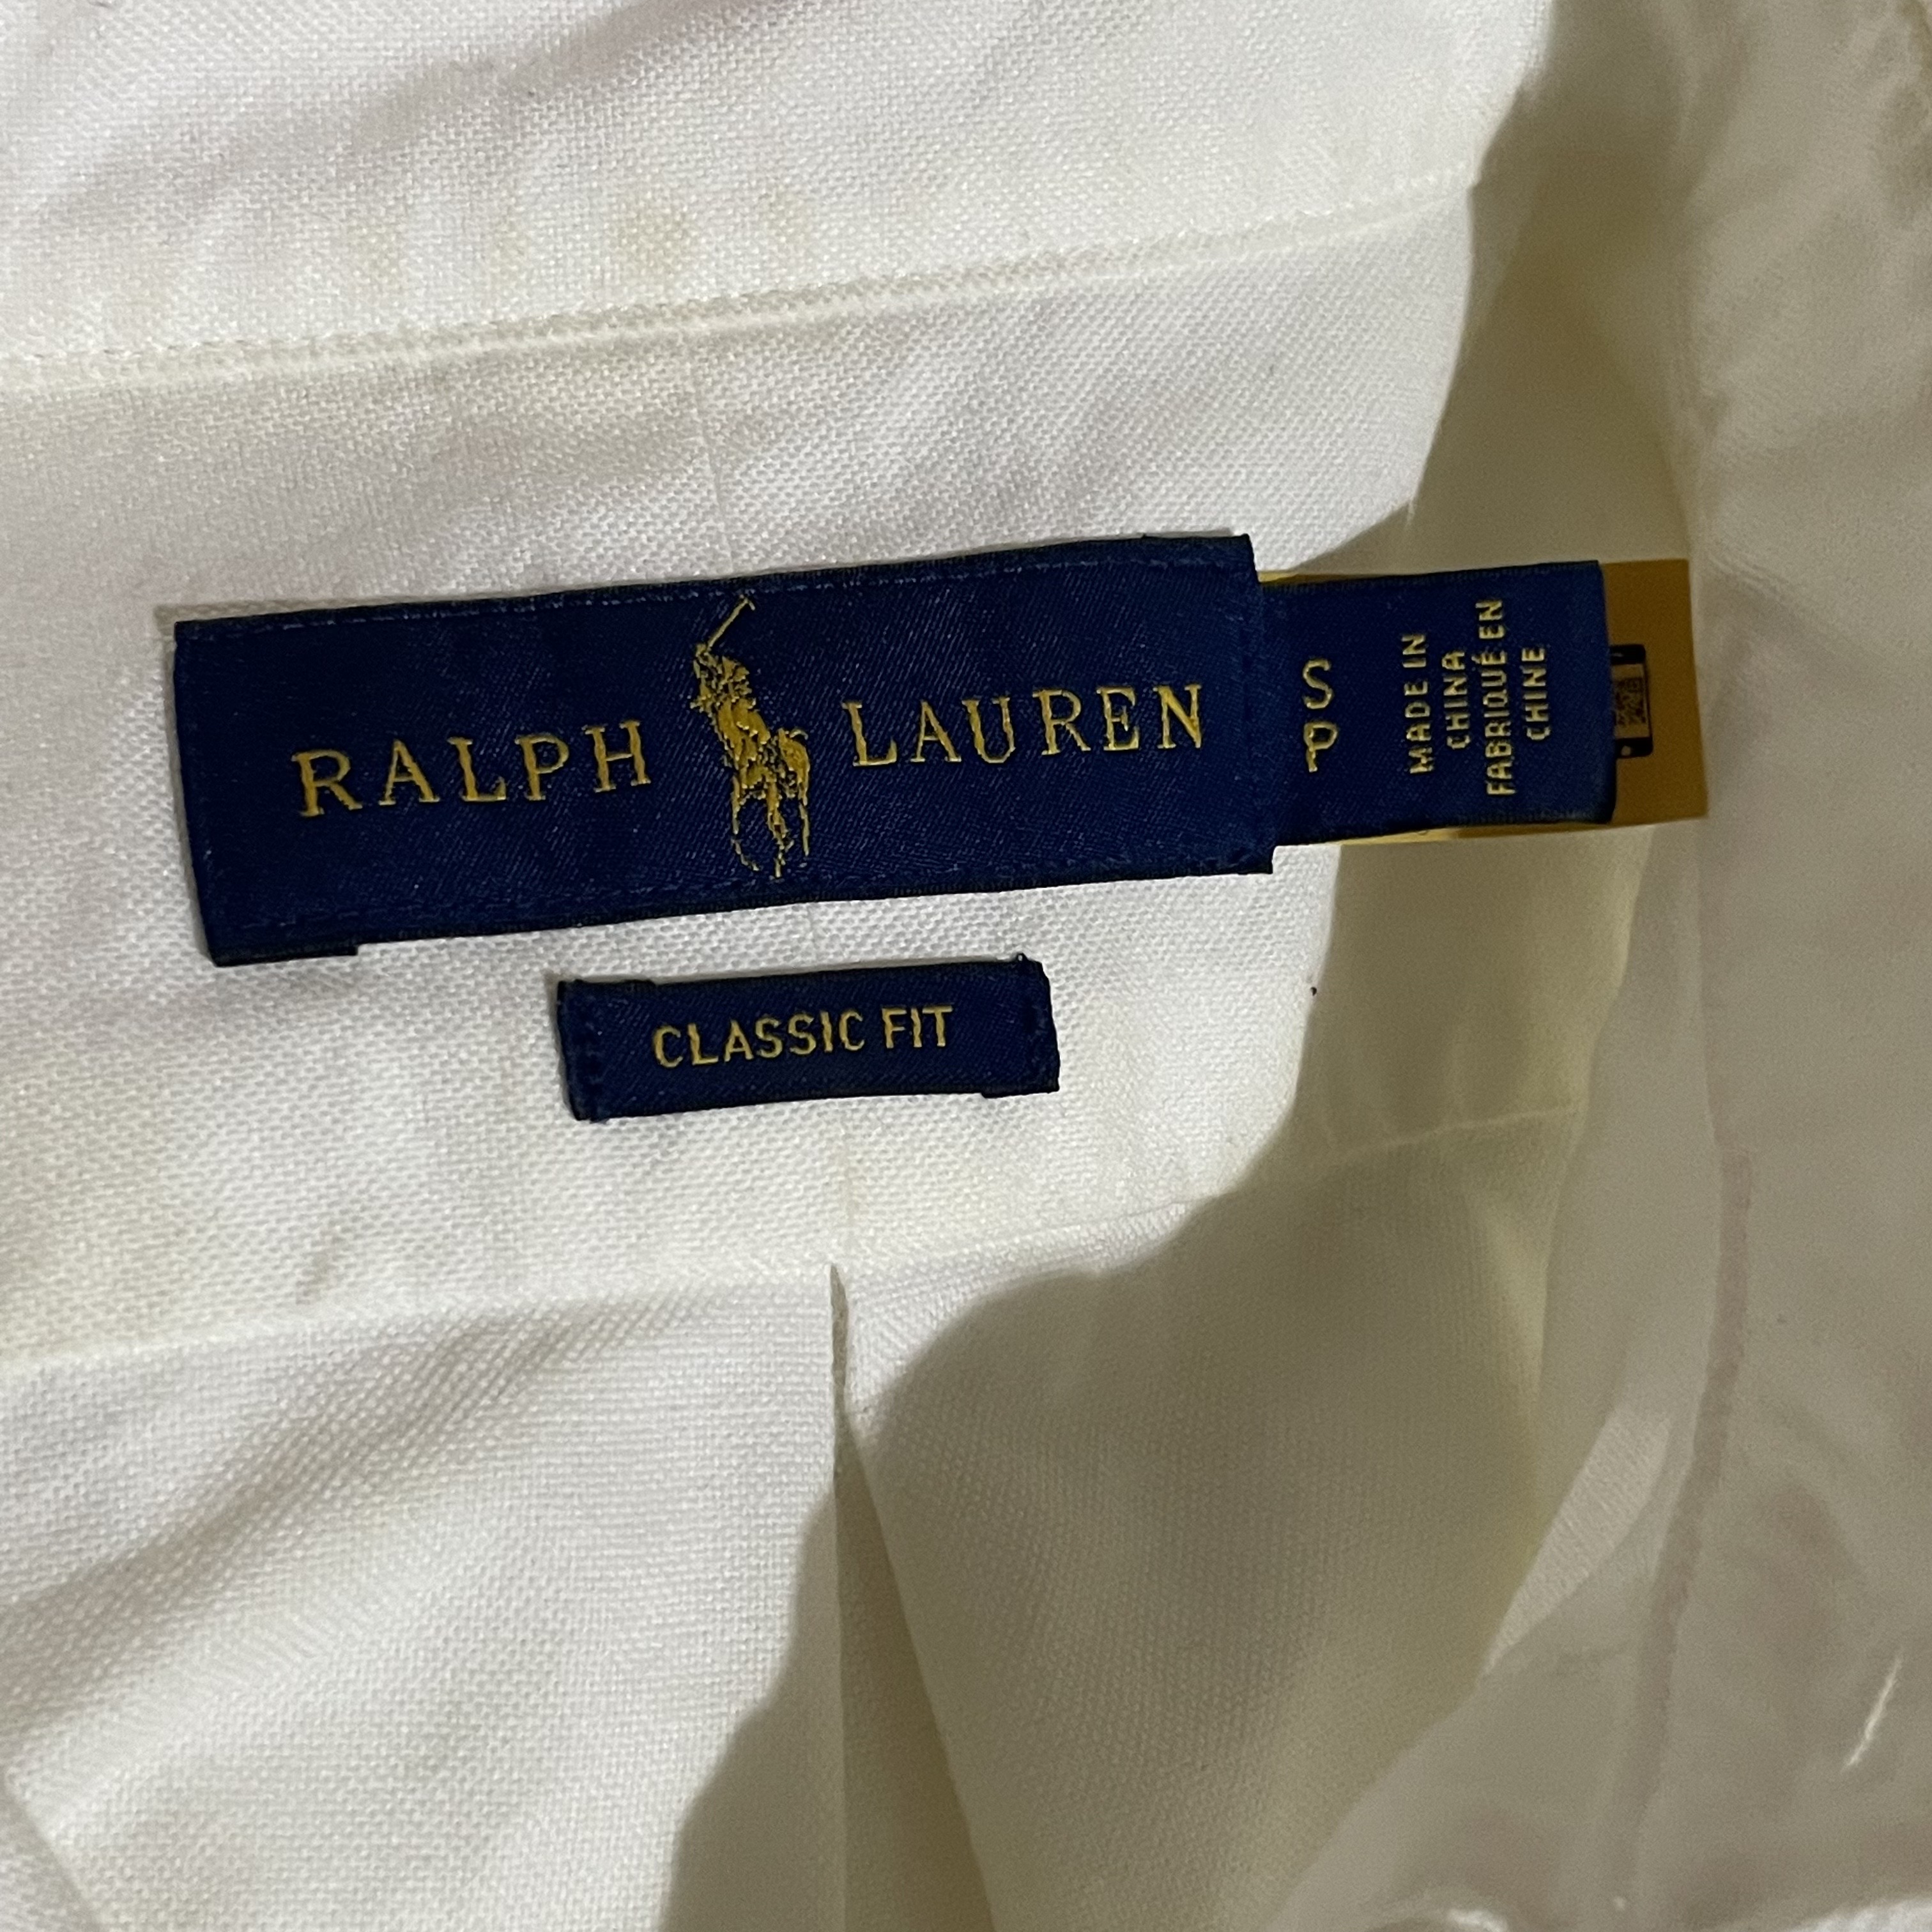 RALPH LAUREN
S
P
MADE IN
CHINA
FABRIQUÉ EN
CHINE
CLASSIC FIT